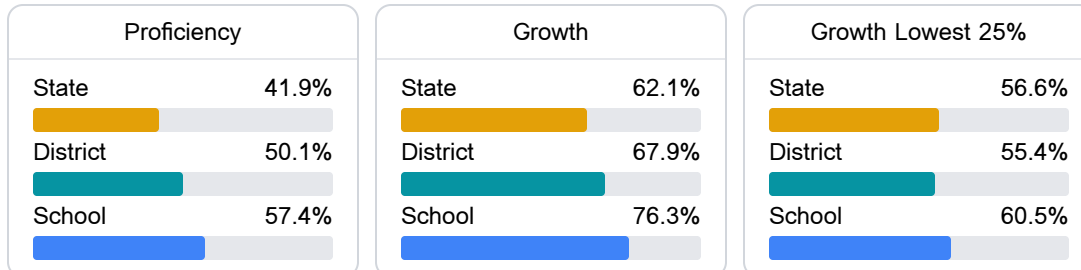 Proficiency
State 41.9%
District 50.1%
School 57.4%
Growth
State 62.1%
District 67.9%
School 76.3%
Growth Lowest 25%
State 56.6%
District 55.4%
School 60.5%